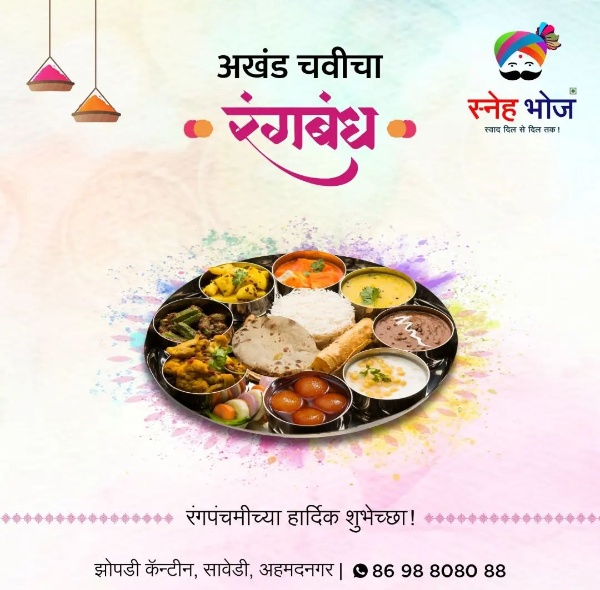 अखंड चवीचा
रंगबंध
स्नेह भोज
स्वाद दिल से दिल तक!
रंगपंचमीच्या हार्दिक शुभेच्छा!
झोपडी कॅन्टीन, सावेडी, अहमदनगर | 86 98 8080 88